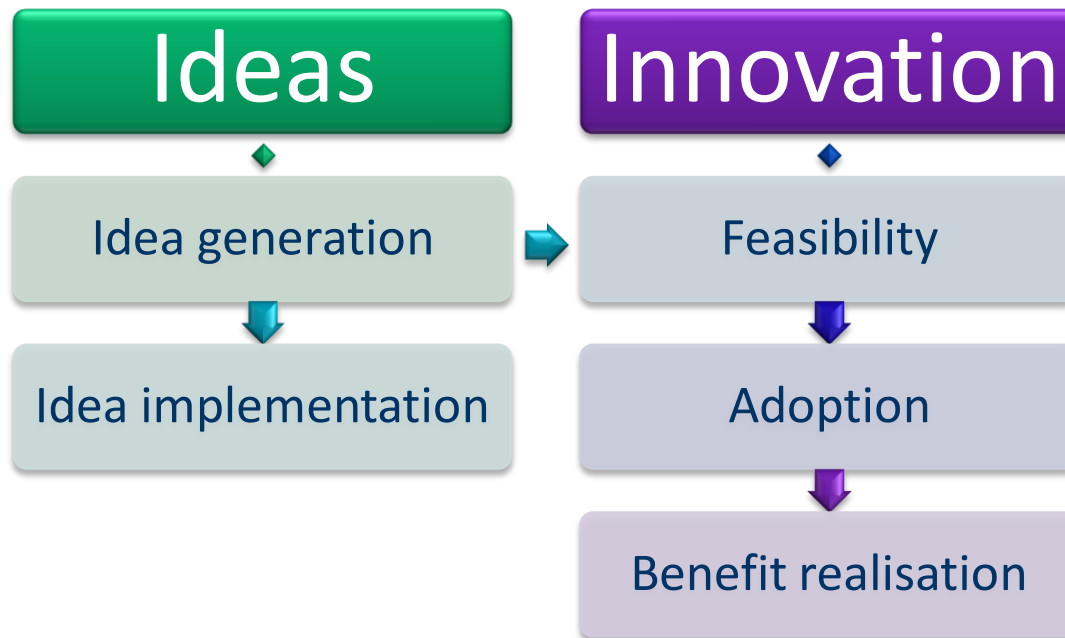 Ideas
Idea generation
Idea implementation
Innovation
Feasibility
Adoption
Benefit realisation